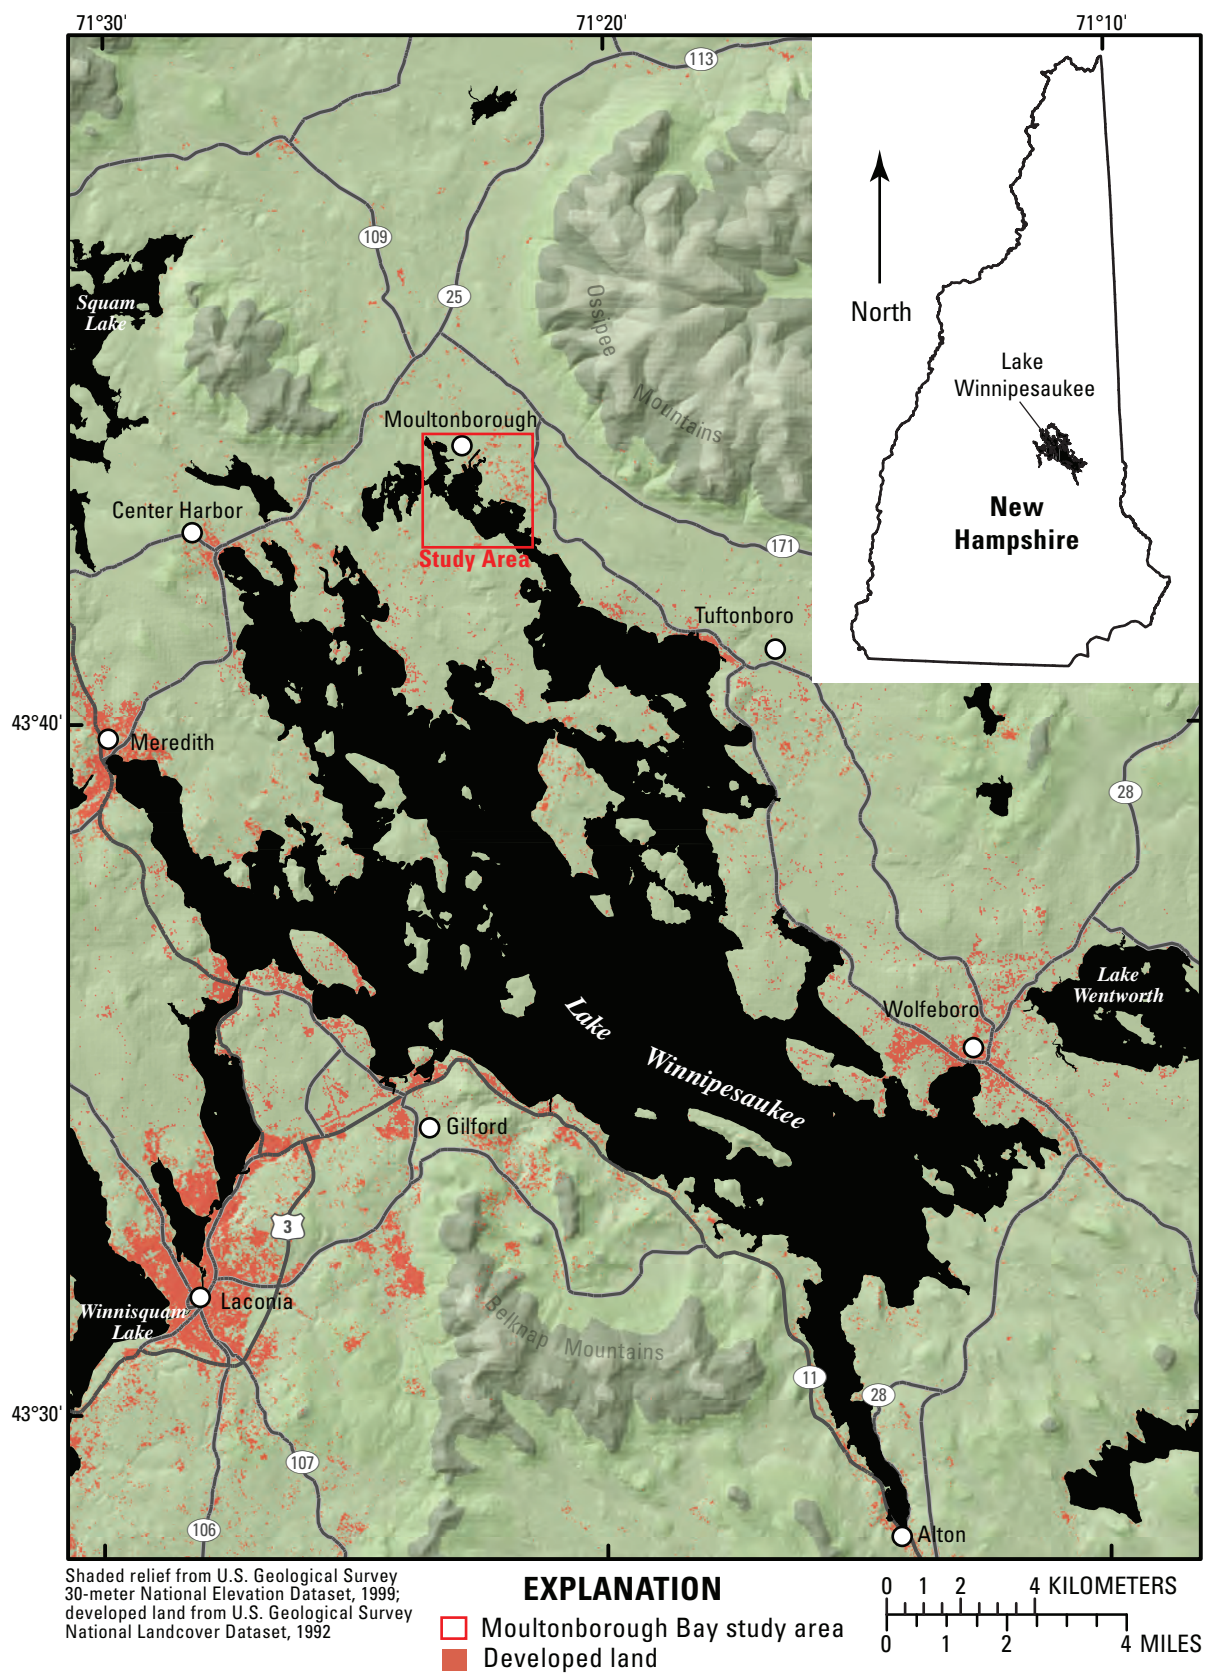 71°30'
71°20'
71°10'
113
109
25
Squam
Lake
Ossipee
Mountains
North
Lake
Winnipesaukee
New
Hampshire
Moultonborough
Center Harbor
Study Area
171
Tuftonboro
43°40'
Meredith
28
Lake
Wentworth
Wolfeboro
Lake
Winnipesaukee
Gilford
3
Laconia
Winnisquam
Lake
Belknap
Mountains
11
28
43°30'
107
106
Alton
Shaded relief from U.S. Geological Survey
30-meter National Elevation Dataset, 1999;
developed land from U.S. Geological Survey
National Landcover Dataset, 1992
EXPLANATION
Moultonborough Bay study area
Developed land
0 1 2 4 KILOMETERS
0 1 2 4 MILES